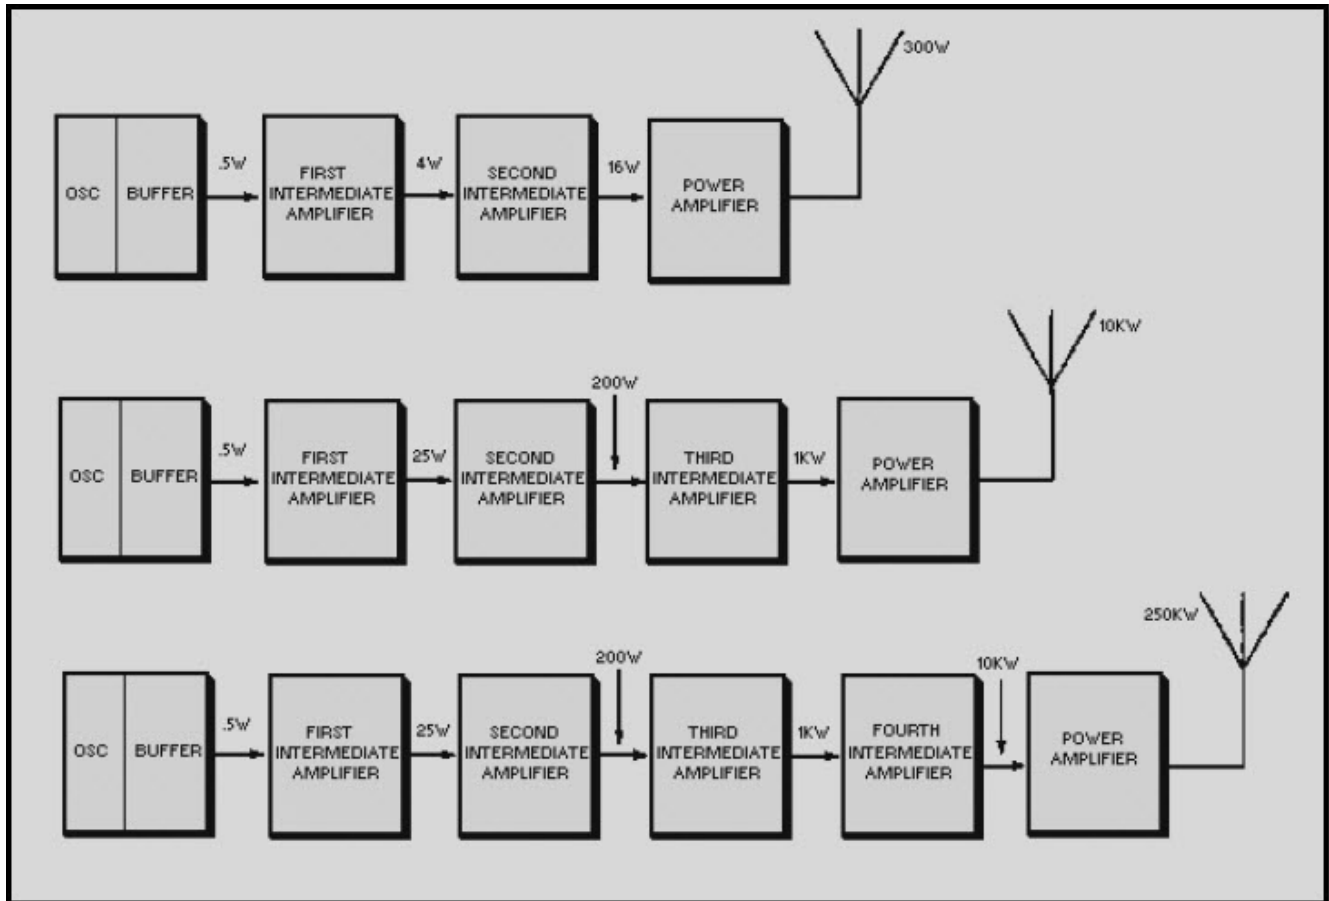 300W
OSC
BUFFER
.5W
FIRST
INTERMEDIATE
AMPLIFIER
4W
SECOND
INTERMEDIATE
AMPLIFIER
16W
POWER
AMPLIFIER
10KW
OSC
BUFFER
.5W
FIRST
INTERMEDIATE
AMPLIFIER
25W
SECOND
INTERMEDIATE
AMPLIFIER
200W
THIRD
INTERMEDIATE
AMPLIFIER
1KW
POWER
AMPLIFIER
250KW
OSC
BUFFER
.5W
FIRST
INTERMEDIATE
AMPLIFIER
25W
SECOND
INTERMEDIATE
AMPLIFIER
200W
THIRD
INTERMEDIATE
AMPLIFIER
1KW
FOURTH
INTERMEDIATE
AMPLIFIER
10KW
POWER
AMPLIFIER